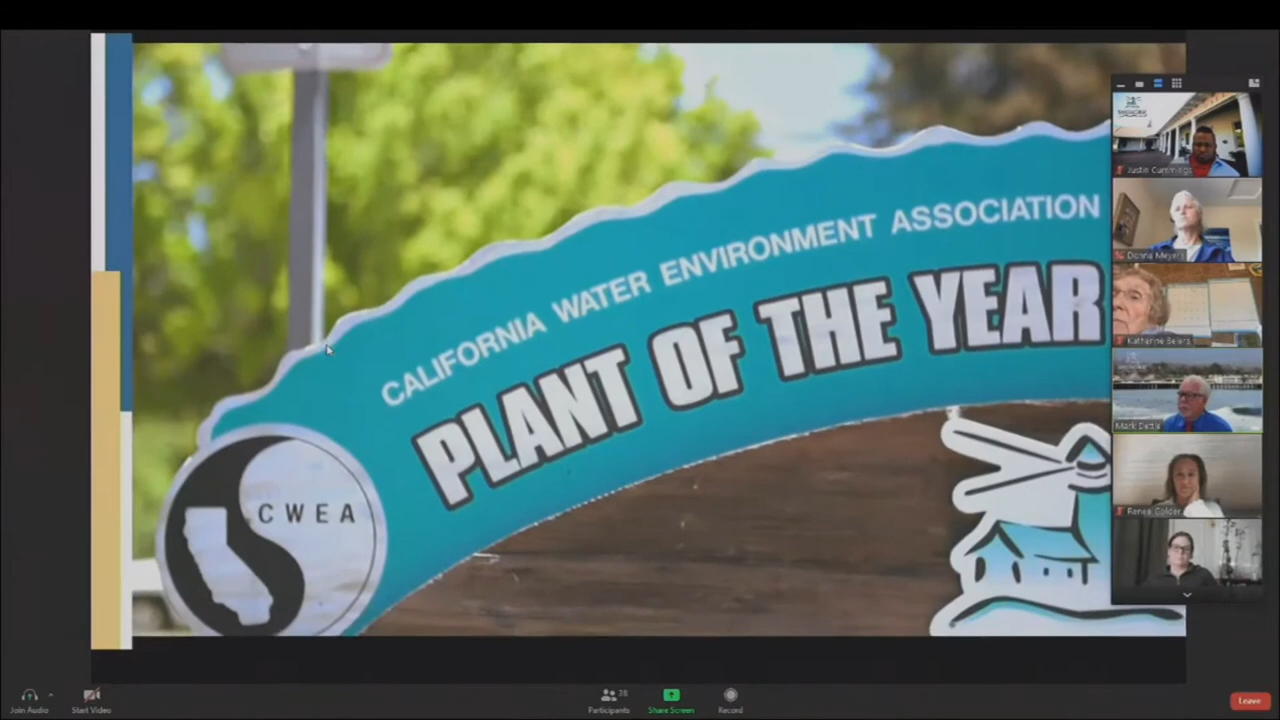 CALIFORNIA WATER ENVIRONMENT ASSOCIATION
PLANT OF THE YEAR
CWEA
Justin Cummings
Donna Meyers
Katherine Beiers
Mark Dettle
Renee Golder
Join Audio
Start Video
Participants
38
Share Screen
Record
Leave